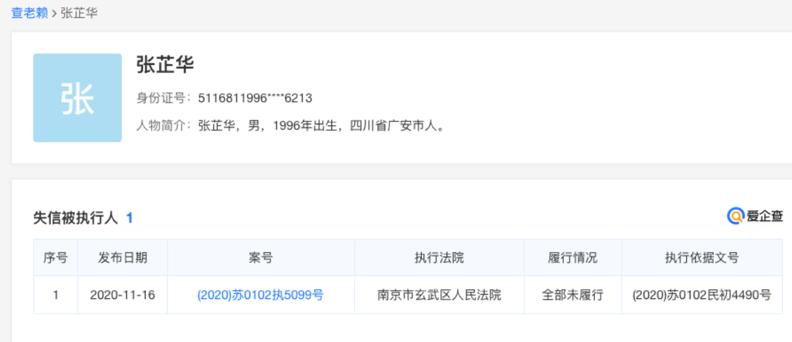 查老赖 > 张芷华
张
张芷华
身份证号：5116811996****6213
人物简介：张芷华，男，1996年出生，四川省广安市人。
失信被执行人 1
爱企查
序号 发布日期 案号 执行法院 履行情况 执行依据文号
1 2020-11-16 (2020)苏0102执5099号 南京市玄武区人民法院 全部未履行 (2020)苏0102民初4490号